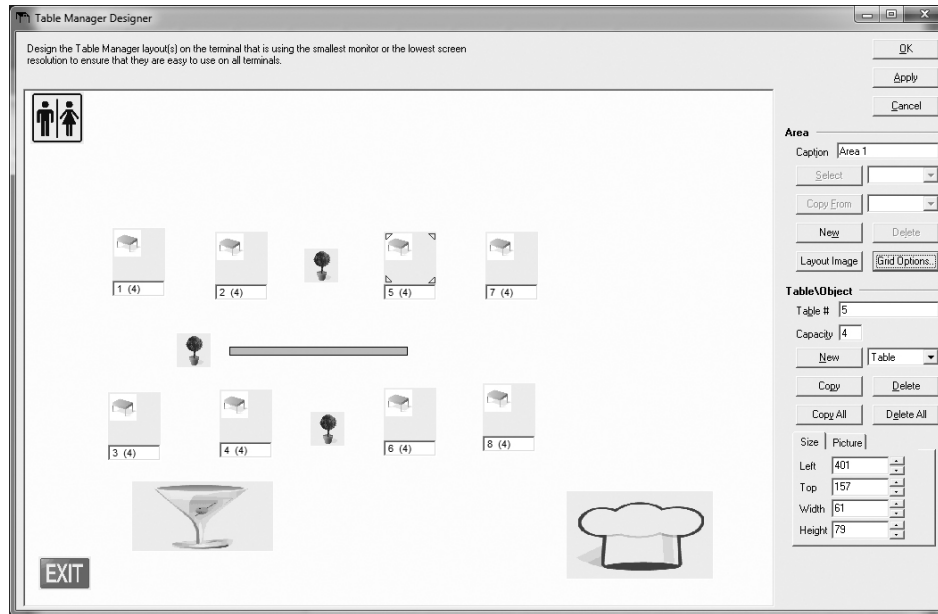 Table Manager Designer
Design the Table Manager layout(s) on the terminal that is using the smallest monitor or the lowest screen
resolution to ensure that they are easy to use on all terminals.
OK
Apply
Cancel
Area
Caption Area 1
Select
Copy From
New Delete
Layout Image Grid Options..
1 (4) 2 (4) 5 (4) 7 (4)
Table\Object
Table # 5
Capacity 4
New Table
Copy Delete
Copy All Delete All
3 (4) 4 (4) 6 (4) 8 (4)
Size Picture
Left 401
Top 157
Width 61
Height 79
EXIT